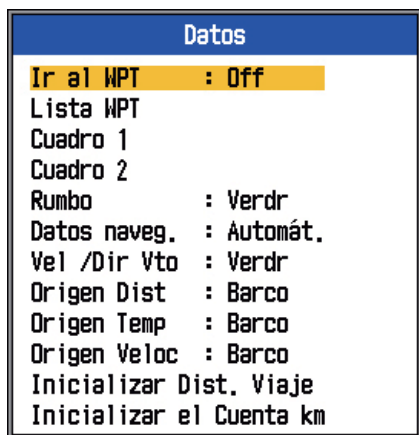 Datos
Ir al WPT : Off
Lista WPT
Cuadro 1
Cuadro 2
Rumbo : Verdr
Datos naveg. : Automát.
Vel /Dir Vto : Verdr
Origen Dist : Barco
Origen Temp : Barco
Origen Veloc : Barco
Inicializar Dist. Viaje
Inicializar el Cuenta km